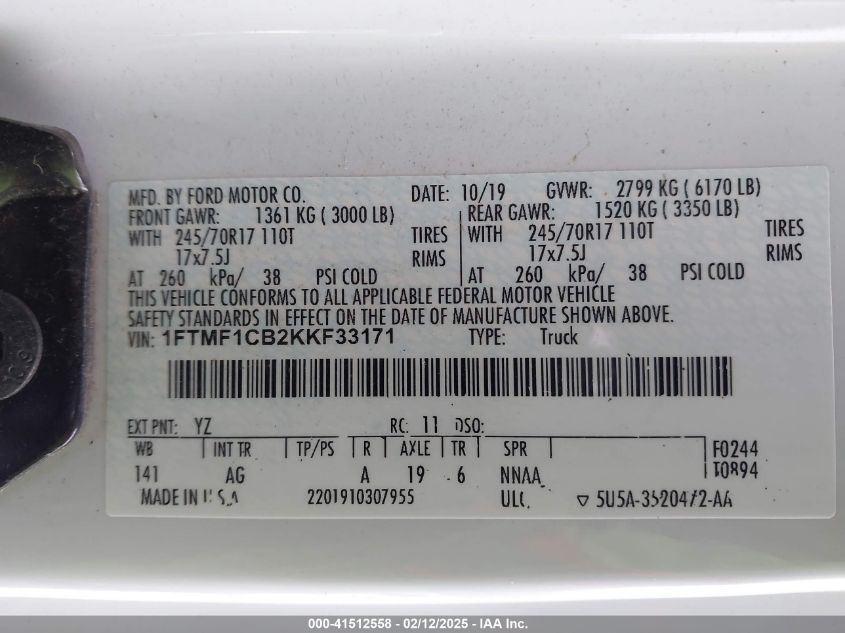 MFD. BY FORD MOTOR CO. DATE: 10/19 GVWR: 2799 KG ( 6170 LB)
FRONT GAWR: 1361 KG ( 3000 LB) REAR GAWR: 1520 KG ( 3350 LB)
WITH 245/70R17 110T TIRES WITH 245/70R17 110T TIRES
17x7.5J RIMS 17x7.5J RIMS
AT 260 kPa/ 38 PSI COLD AT 260 kPa/ 38 PSI COLD
THIS VEHICLE CONFORMS TO ALL APPLICABLE FEDERAL MOTOR VEHICLE
SAFETY STANDARDS IN EFFECT ON THE DATE OF MANUFACTURE SHOWN ABOVE.
VIN: 1FTMF1CB2KKF33171 TYPE: Truck
EXT PNT: YZ RC: 11 DSO:
WB INT TR TP/PS R AXLE TR SPR F0244
141 AG A 19 6 NNAA T0894
MADE IN U.S.A 2201910307955
000-41512558 - 02/12/2025 - IAA Inc.